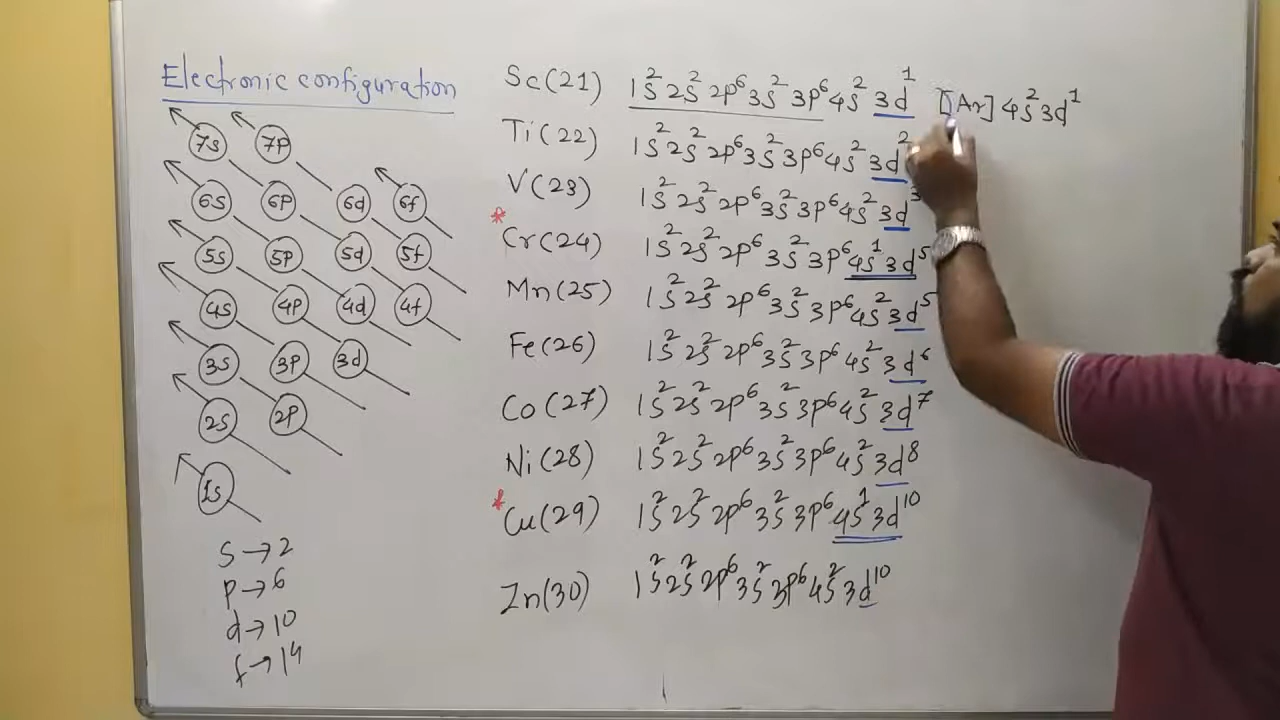 Electronic configuration
7s 7p
6s 6p 6d 6f
5s 5p 5d 5f
4s 4p 4d 4f
3s 3p 3d
2s 2p
1s
S → 2
p → 6
d → 10
f → 14
Sc(21) 1s² 2s² 2p⁶ 3s² 3p⁶ 4s² 3d¹ [Ar] 4s² 3d¹
Ti(22) 1s² 2s² 2p⁶ 3s² 3p⁶ 4s² 3d²
V(23) 1s² 2s² 2p⁶ 3s² 3p⁶ 4s² 3d³
* Cr(24) 1s² 2s² 2p⁶ 3s² 3p⁶ 4s¹ 3d⁵
Mn(25) 1s² 2s² 2p⁶ 3s² 3p⁶ 4s² 3d⁵
Fe(26) 1s² 2s² 2p⁶ 3s² 3p⁶ 4s² 3d⁶
Co(27) 1s² 2s² 2p⁶ 3s² 3p⁶ 4s² 3d⁷
Ni(28) 1s² 2s² 2p⁶ 3s² 3p⁶ 4s² 3d⁸
* Cu(29) 1s² 2s² 2p⁶ 3s² 3p⁶ 4s¹ 3d¹⁰
Zn(30) 1s² 2s² 2p⁶ 3s² 3p⁶ 4s² 3d¹⁰